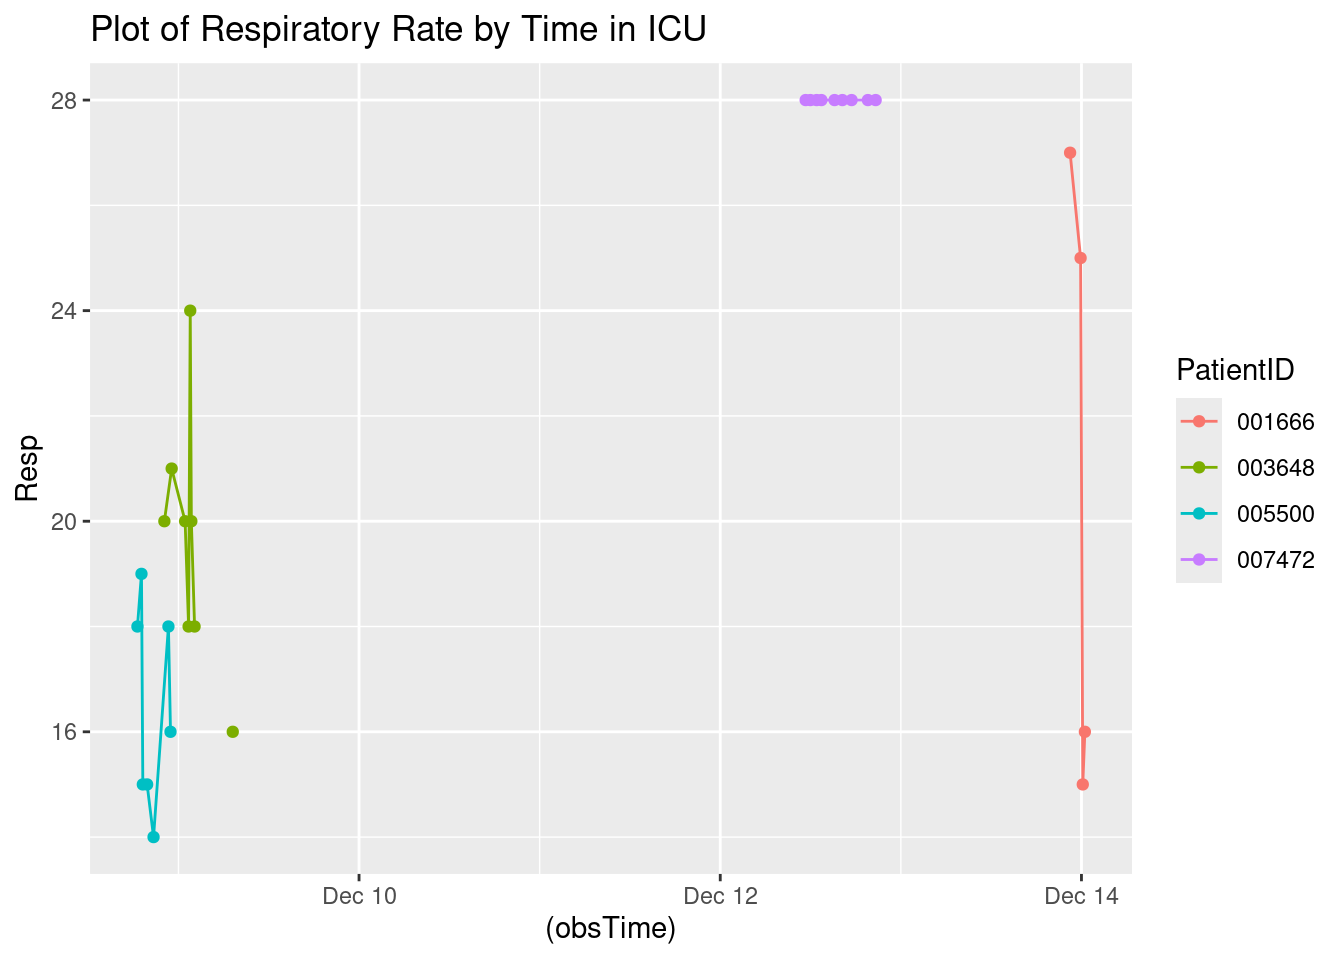 Plot of Respiratory Rate by Time in ICU
28
24
20
16
Resp
Dec 10
Dec 12
Dec 14
(obsTime)
PatientID
001666
003648
005500
007472